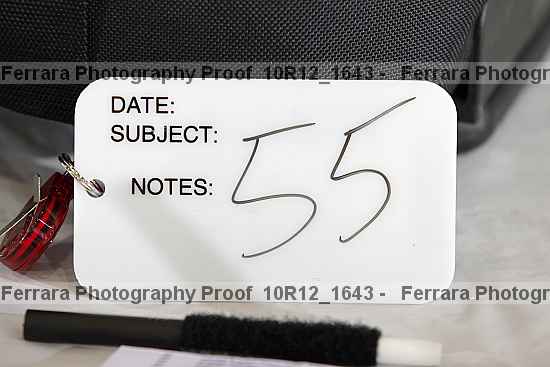 Ferrara Photography Proof 10R12_1643 - Ferrara Photogr
DATE:
SUBJECT:
NOTES: 55
Ferrara Photography Proof 10R12_1643 - Ferrara Photogr